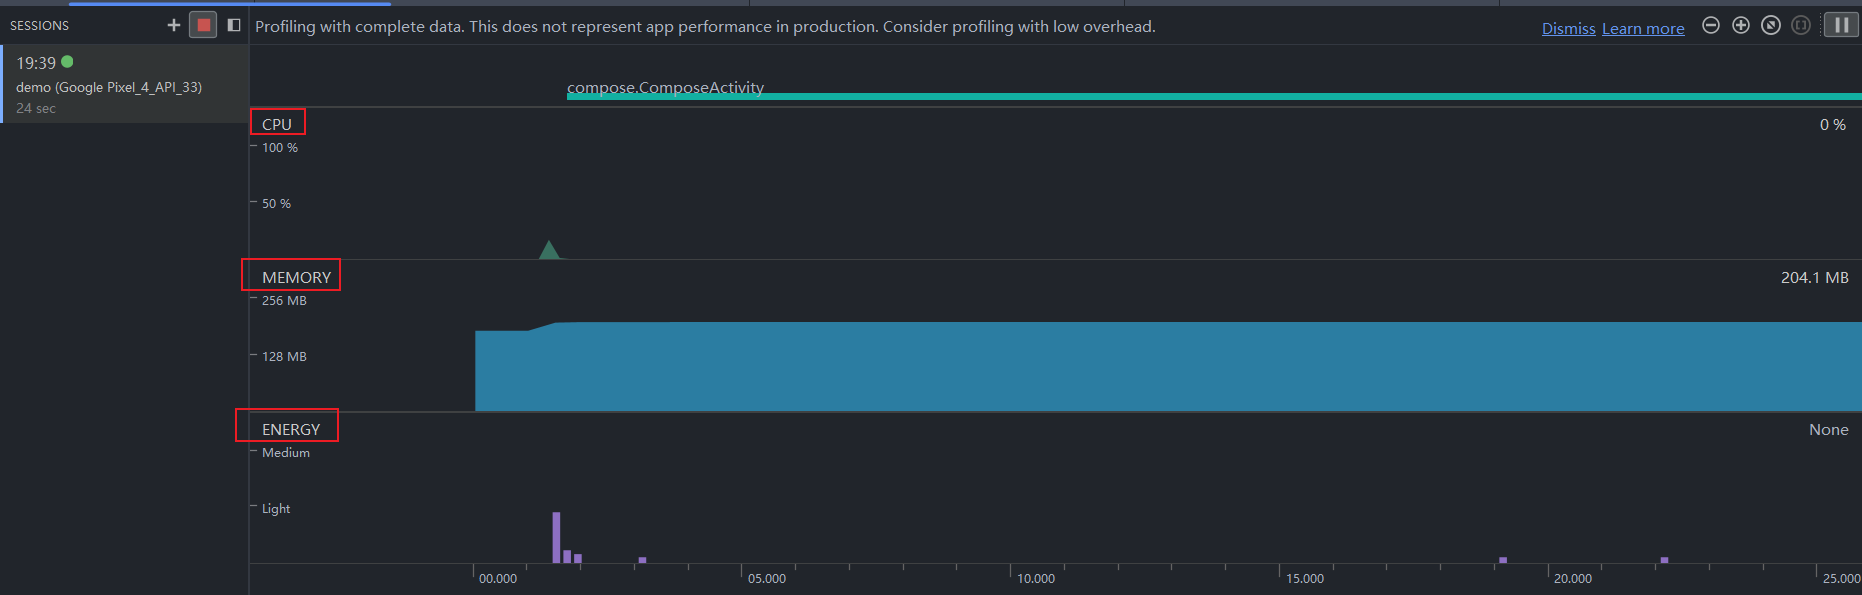 SESSIONS
Profiling with complete data. This does not represent app performance in production. Consider profiling with low overhead.
Dismiss Learn more
19:39
demo (Google Pixel_4_API_33)
24 sec
compose.ComposeActivity
CPU
0 %
100 %
50 %
MEMORY
204.1 MB
256 MB
128 MB
ENERGY
None
Medium
Light
00.000 05.000 10.000 15.000 20.000 25.000